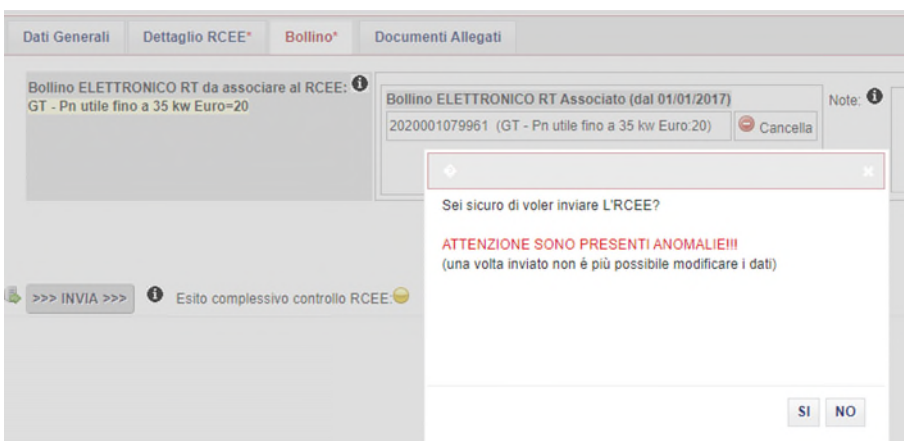 Dati Generali
Dettaglio RCEE*
Bollino*
Documenti Allegati
Bollino ELETTRONICO RT da associare al RCEE:
GT - Pn utile fino a 35 kw Euro=20
Bollino ELETTRONICO RT Associato (dal 01/01/2017)
2020001079961 (GT - Pn utile fino a 35 kw Euro:20)
Cancella
Note:
Sei sicuro di voler inviare L'RCEE?
ATTENZIONE SONO PRESENTI ANOMALIE!!!
(una volta inviato non é più possibile modificare i dati)
>>> INVIA >>>
Esito complessivo controllo RCEE:
SI
NO